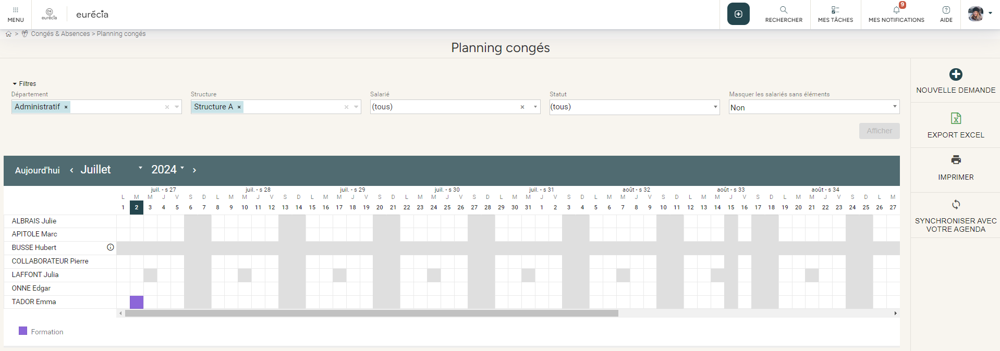 MENU
eurécia
eurécia
RECHERCHER
MES TÂCHES
9
MES NOTIFICATIONS
AIDE
> Congés & Absences > Planning congés
Planning congés
Filtres
Département Structure Salarié Statut Masquer les salariés sans éléments
Administratif × Structure A × (tous) (tous) Non
Afficher
NOUVELLE DEMANDE
EXPORT EXCEL
IMPRIMER
SYNCHRONISER AVEC
VOTRE AGENDA
Aujourd'hui ‹ Juillet 2024 ›
juil. - s 27 juil. - s 28 juil. - s 29 juil. - s 30 juil. - s 31 août - s 32 août - s 33 août - s 34
L M M J V S D L M M J V S D L M M J V S D L M M J V S D L M M J V S D L M M J V S D L M M J V S D L M M J V S D L M
1 2 3 4 5 6 7 8 9 10 11 12 13 14 15 16 17 18 19 20 21 22 23 24 25 26 27 28 29 30 31 1 2 3 4 5 6 7 8 9 10 11 12 13 14 15 16 17 18 19 20 21 22 23 24 25 26 27
ALBRAIS Julie
APITOLE Marc
BUSSE Hubert
COLLABORATEUR Pierre
LAFFONT Julia
ONNE Edgar
TADOR Emma
Formation